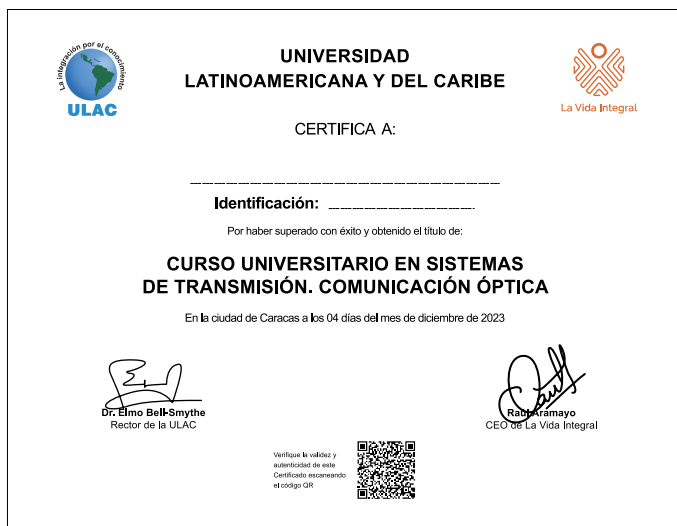 La integración por el conocimiento
ULAC
UNIVERSIDAD
LATINOAMERICANA Y DEL CARIBE
La Vida Integral
CERTIFICA A:
Identificación:
Por haber superado con éxito y obtenido el título de:
CURSO UNIVERSITARIO EN SISTEMAS
DE TRANSMISIÓN. COMUNICACIÓN ÓPTICA
En la ciudad de Caracas a los 04 días del mes de diciembre de 2023
Dr. Elmo Bell-Smythe
Rector de la ULAC
Raúl Aramayo
CEO de La Vida Integral
Verifique la validez y
autenticidad de este
Certificado escaneando
el código QR